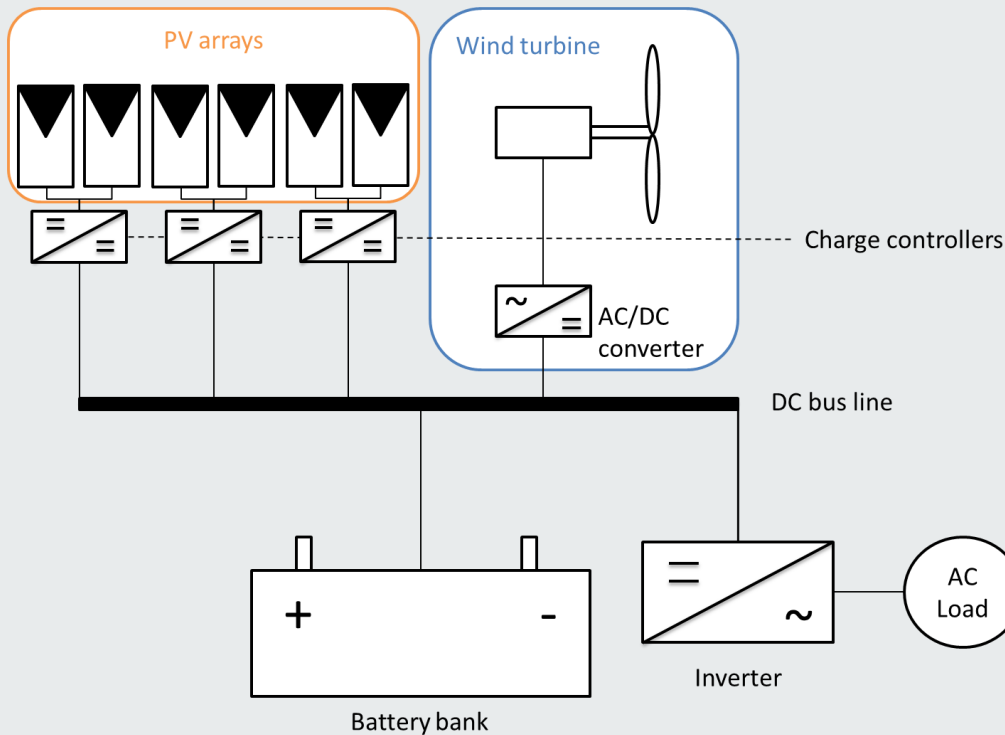 PV arrays
Wind turbine
Charge controllers
~
AC/DC
converter
DC bus line
+
-
~
AC
Load
Inverter
Battery bank